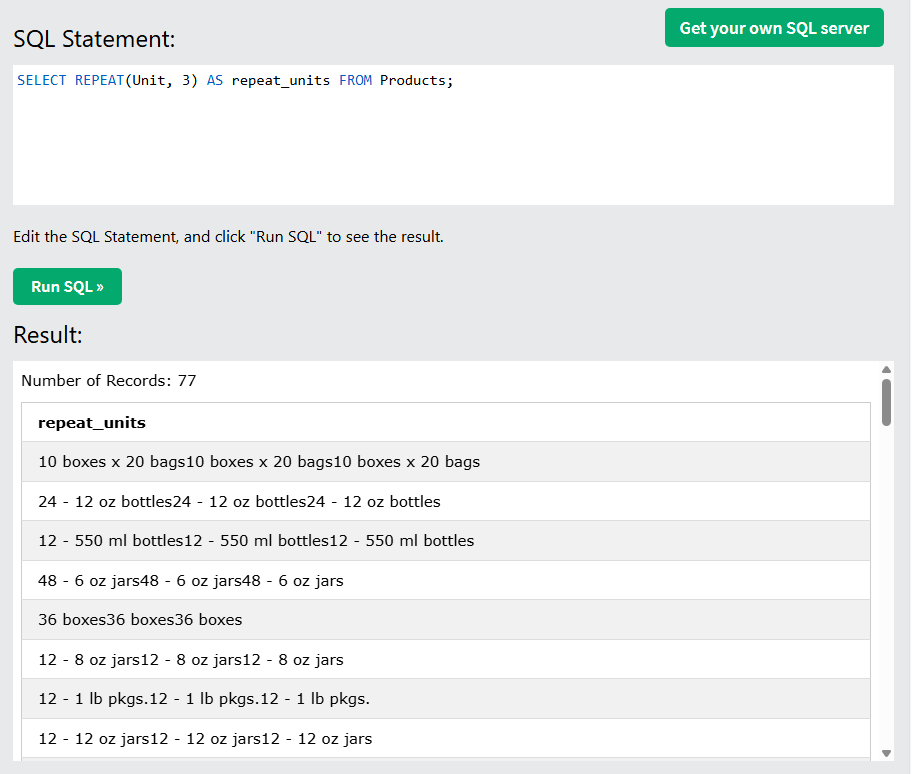 SQL Statement:
Get your own SQL server
SELECT REPEAT(Unit, 3) AS repeat_units FROM Products;
Edit the SQL Statement, and click "Run SQL" to see the result.
Run SQL »
Result:
Number of Records: 77
repeat_units
10 boxes x 20 bags10 boxes x 20 bags10 boxes x 20 bags
24 - 12 oz bottles24 - 12 oz bottles24 - 12 oz bottles
12 - 550 ml bottles12 - 550 ml bottles12 - 550 ml bottles
48 - 6 oz jars48 - 6 oz jars48 - 6 oz jars
36 boxes36 boxes36 boxes
12 - 8 oz jars12 - 8 oz jars12 - 8 oz jars
12 - 1 lb pkgs.12 - 1 lb pkgs.12 - 1 lb pkgs.
12 - 12 oz jars12 - 12 oz jars12 - 12 oz jars